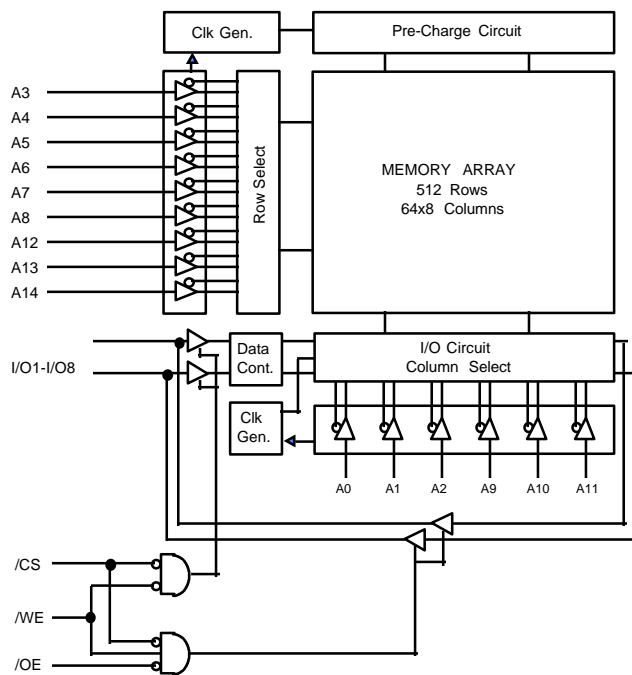 Clk Gen.
Pre-Charge Circuit
A3
A4
A5
A6
A7
A8
A12
A13
A14
Row Select
MEMORY ARRAY
512 Rows
64x8 Columns
I/O1-I/O8
Data
Cont.
I/O Circuit
Column Select
Clk
Gen.
A0
A1
A2
A9
A10
A11
/CS
/WE
/OE